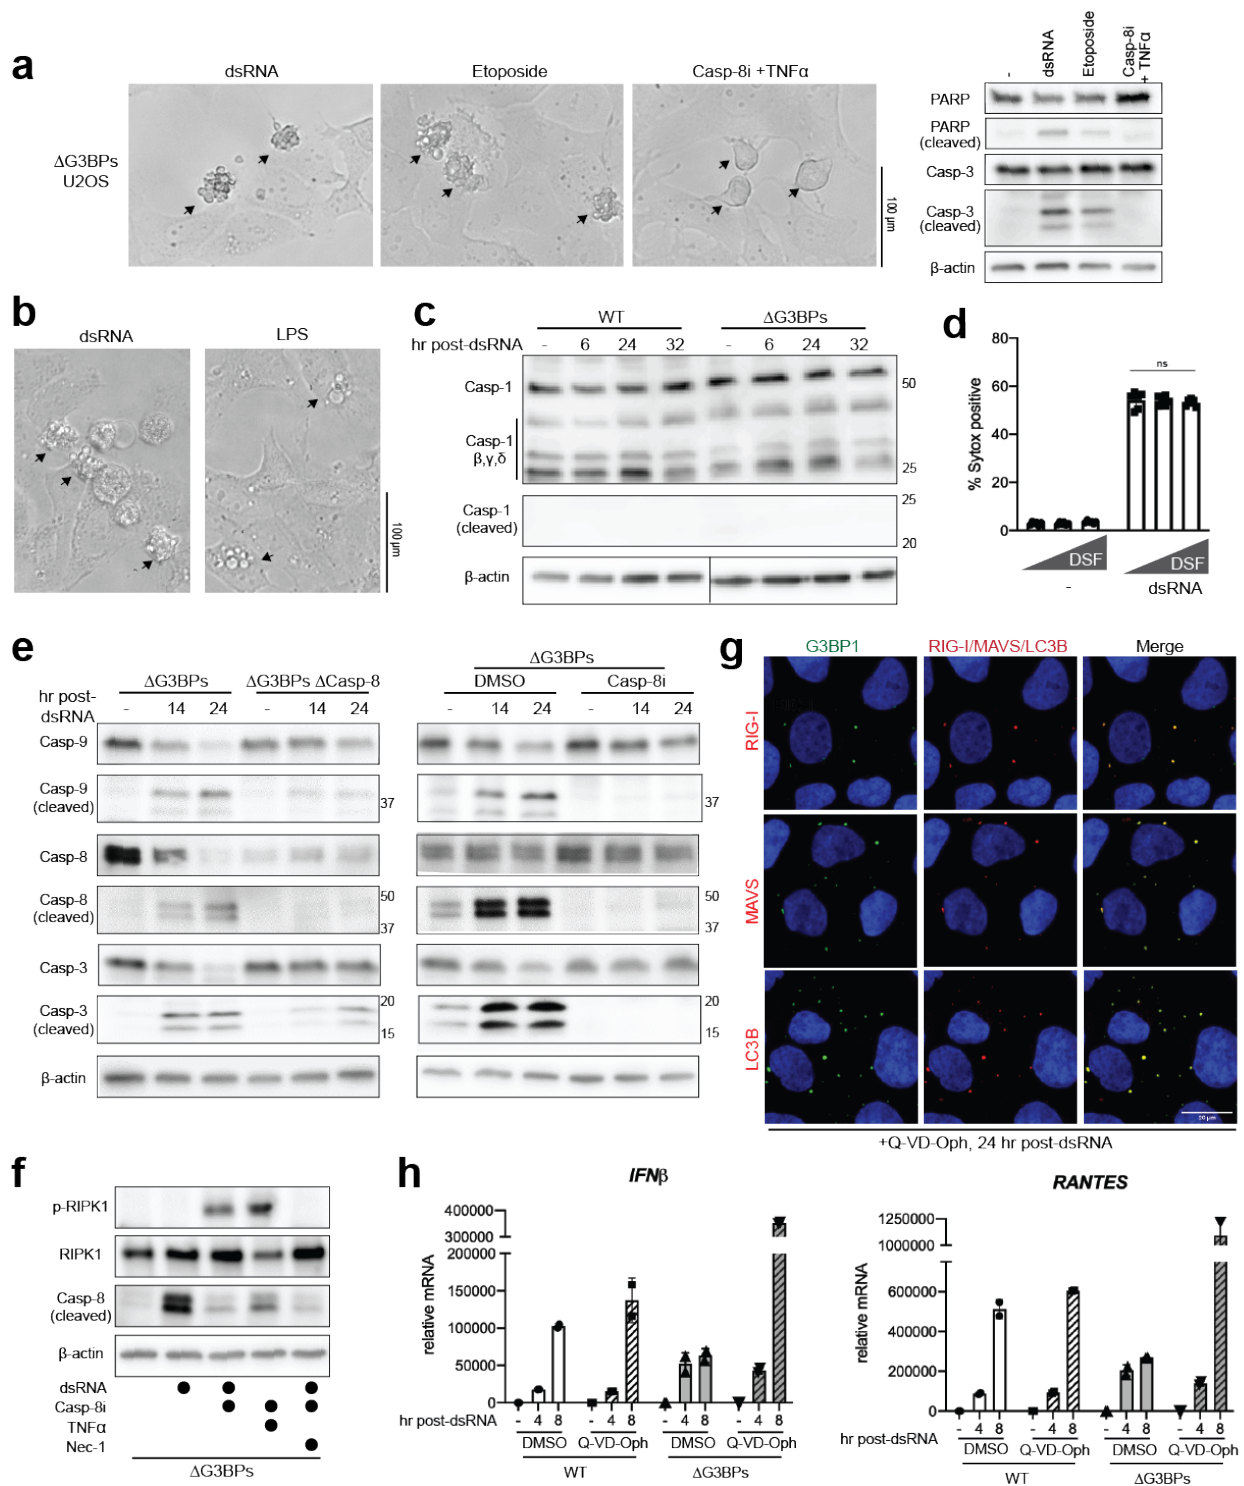 a
dsRNA
Etoposide
Casp-8i +TNFα
ΔG3BPs
U2OS
100 µm
-
dsRNA
Etoposide
Casp-8i
+ TNFα
PARP
PARP
(cleaved)
Casp-3
Casp-3
(cleaved)
β-actin
b
dsRNA
LPS
100 µm
c
WT
ΔG3BPs
hr post-dsRNA - 6 24 32 - 6 24 32
Casp-1
50
Casp-1
β,γ,δ
25
Casp-1
(cleaved)
25
20
β-actin
d
% Sytox positive
80
60
40
20
0
ns
DSF
DSF
-
dsRNA
e
ΔG3BPs
ΔG3BPs ΔCasp-8
hr post-
dsRNA
- 14 24 - 14 24
ΔG3BPs
DMSO
Casp-8i
- 14 24 - 14 24
Casp-9
Casp-9
(cleaved)
37
37
Casp-8
Casp-8
(cleaved)
50
37
50
37
Casp-3
Casp-3
(cleaved)
20
15
20
15
β-actin
g
G3BP1
RIG-I/MAVS/LC3B
Merge
RIG-I
MAVS
LC3B
+Q-VD-Oph, 24 hr post-dsRNA
f
p-RIPK1
RIPK1
Casp-8
(cleaved)
β-actin
dsRNA
Casp-8i
TNFα
Nec-1
ΔG3BPs
h
IFNβ
relative mRNA
400000
300000
200000
150000
100000
50000
0
hr post-dsRNA
- 4 8 - 4 8 - 4 8 - 4 8
DMSO Q-VD-Oph DMSO Q-VD-Oph
WT ΔG3BPs
RANTES
relative mRNA
1250000
1000000
600000
400000
200000
0
hr post-dsRNA
- 4 8 - 4 8 - 4 8 - 4 8
DMSO Q-VD-Oph DMSO Q-VD-Oph
WT ΔG3BPs